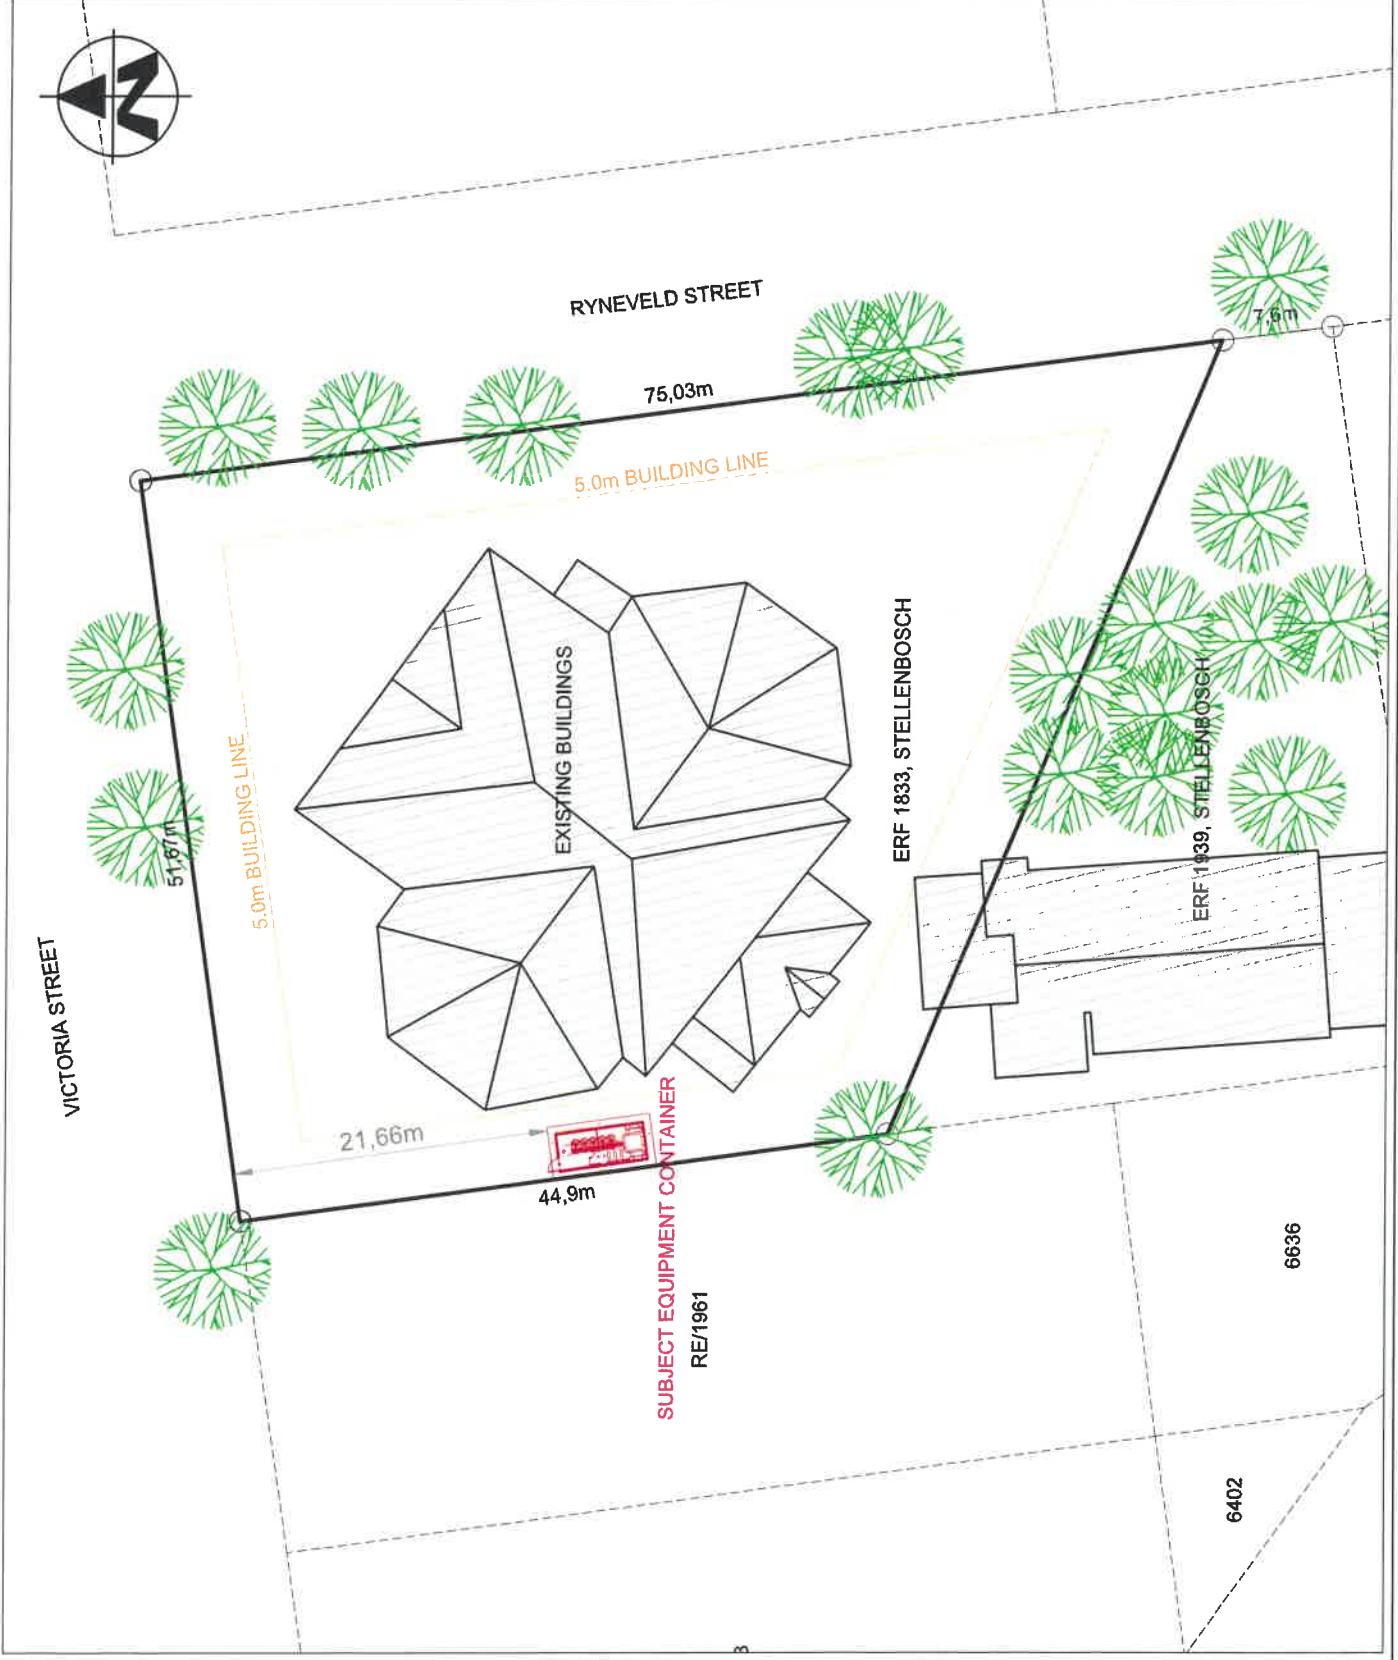 N
VICTORIA STREET
51,67m
5.0m BUILDING LINE
RYNEVELD STREET
75,03m
5.0m BUILDING LINE
7,6m
EXISTING BUILDINGS
ERF 1833, STELLENBOSCH
ERF 1939, STELLENBOSCH
21,66m
44,9m
SUBJECT EQUIPMENT CONTAINER
RE/1961
6636
6402